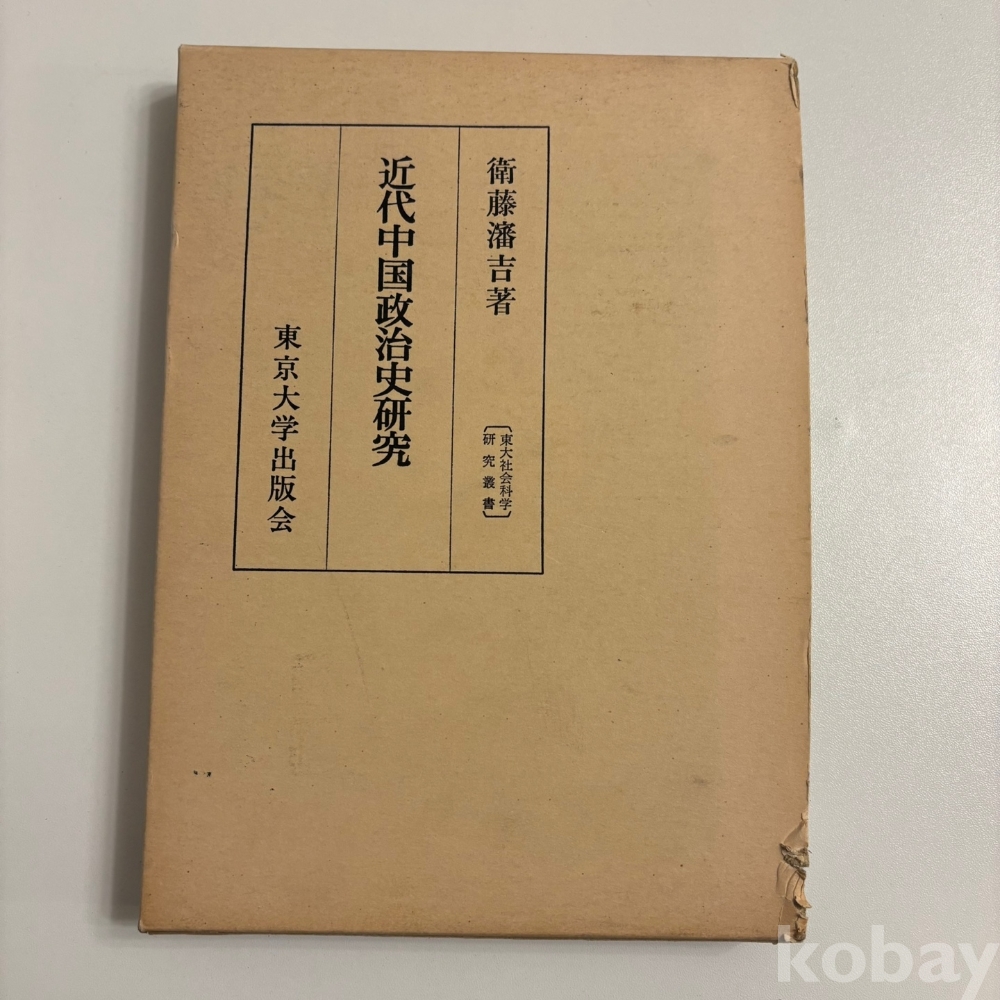 衛藤瀋吉著
〔東大社会科学
研究叢書〕
近代中国政治史研究
東京大学出版会
kobay